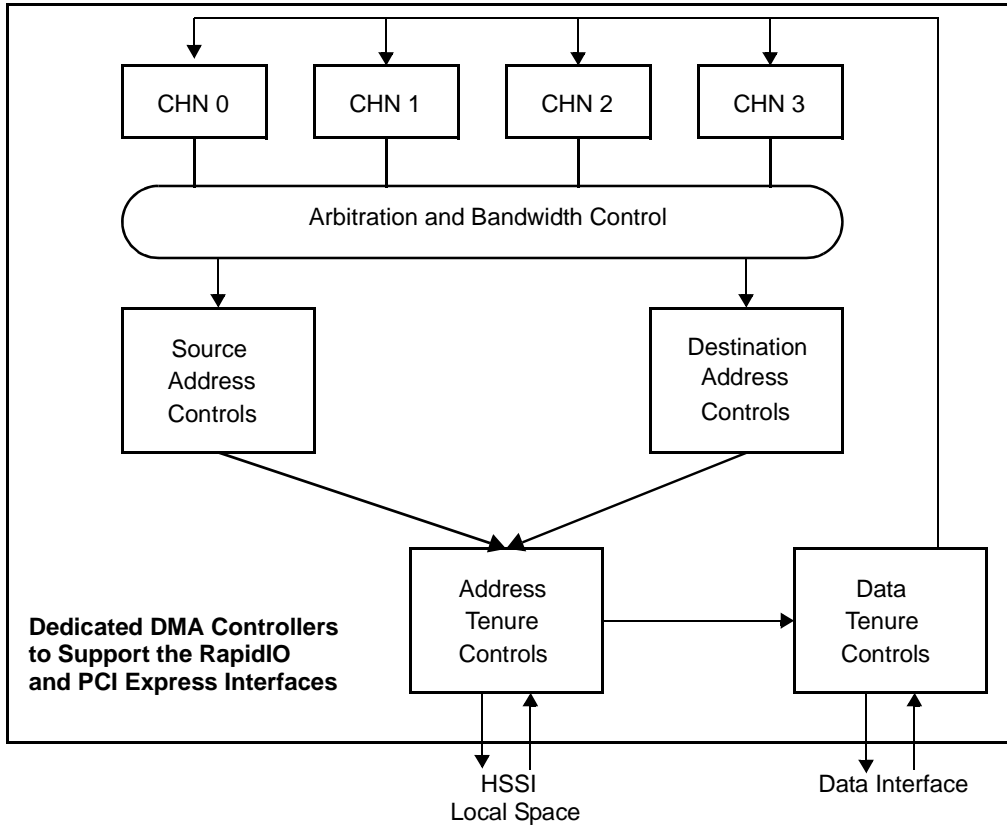 CHN 0
CHN 1
CHN 2
CHN 3
Arbitration and Bandwidth Control
Source
Address
Controls
Destination
Address
Controls
Address
Tenure
Controls
Data
Tenure
Controls
Dedicated DMA Controllers
to Support the RapidIO
and PCI Express Interfaces
HSSI
Local Space
Data Interface